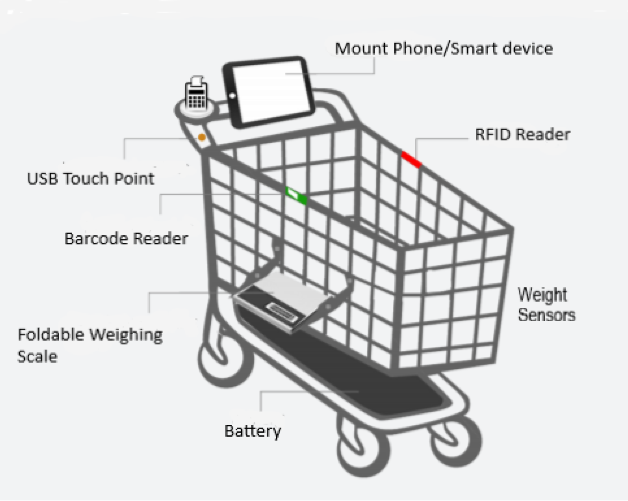 Mount Phone/Smart device
RFID Reader
USB Touch Point
Barcode Reader
Weight
Sensors
Foldable Weighing
Scale
Battery